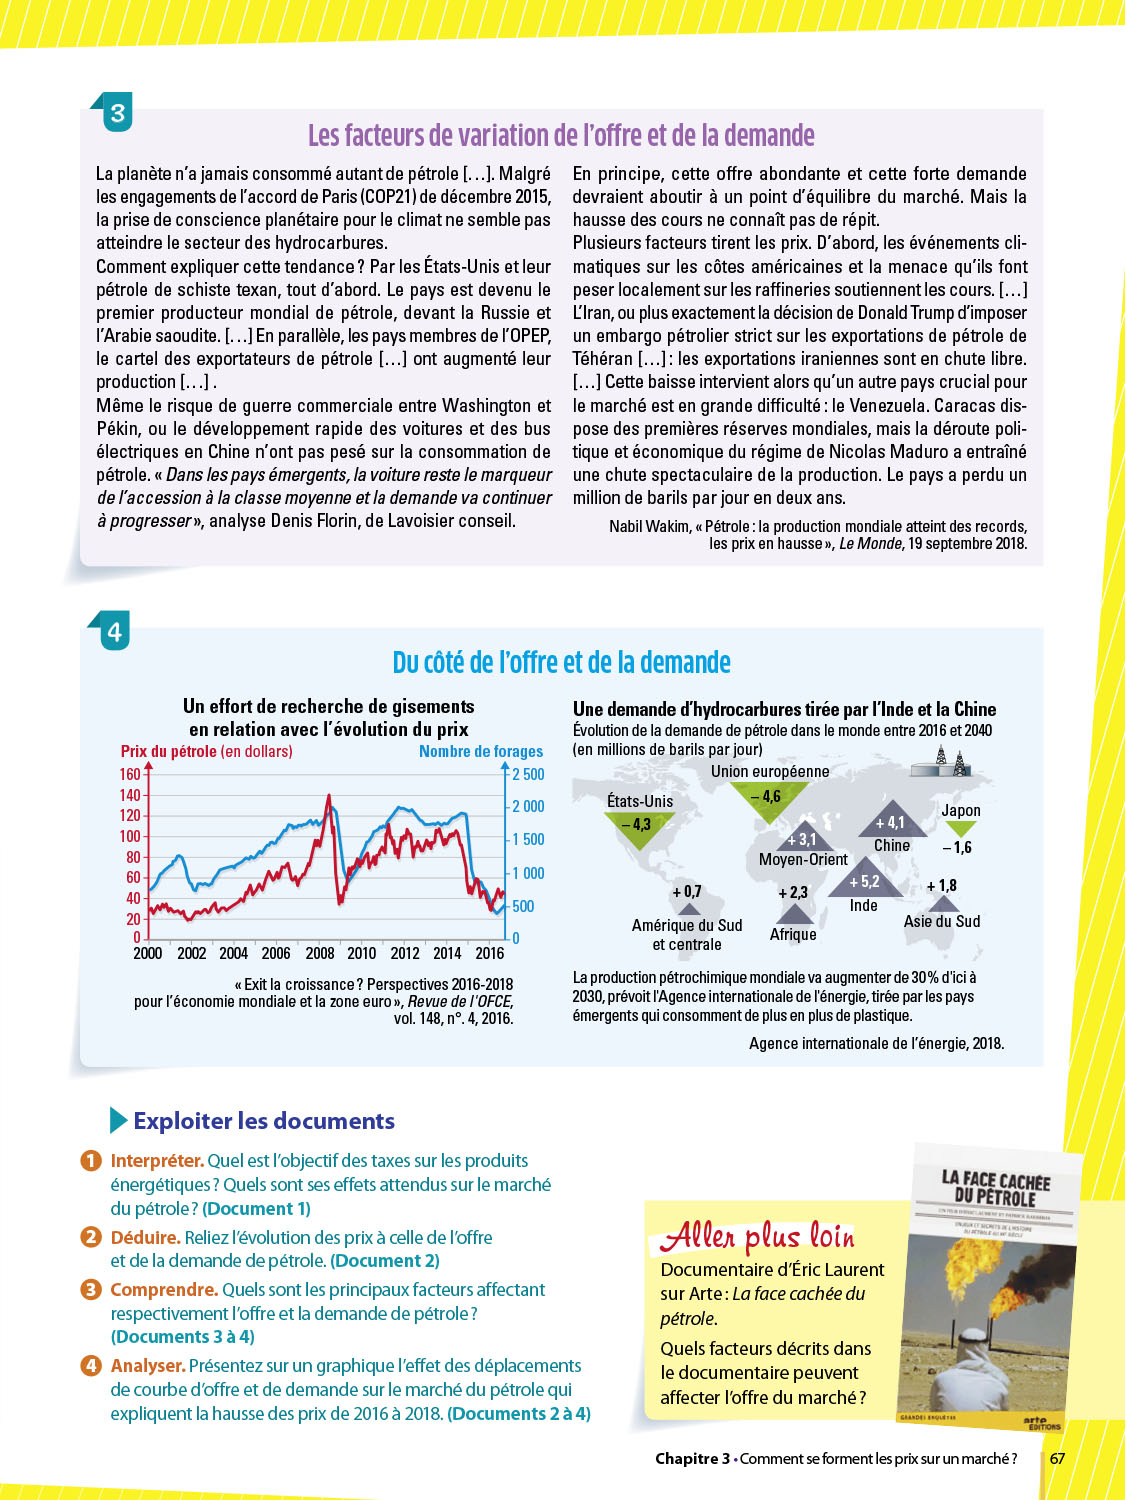 3
Les facteurs de variation de l'offre et de la demande
La planète n'a jamais consommé autant de pétrole […]. Malgré
les engagements de l'accord de Paris (COP21) de décembre 2015,
la prise de conscience planétaire pour le climat ne semble pas
atteindre le secteur des hydrocarbures.
Comment expliquer cette tendance ? Par les États-Unis et leur
pétrole de schiste texan, tout d'abord. Le pays est devenu le
premier producteur mondial de pétrole, devant la Russie et
l'Arabie saoudite. […] En parallèle, les pays membres de l'OPEP,
le cartel des exportateurs de pétrole […] ont augmenté leur
production […] .
Même le risque de guerre commerciale entre Washington et
Pékin, ou le développement rapide des voitures et des bus
électriques en Chine n'ont pas pesé sur la consommation de
pétrole. « Dans les pays émergents, la voiture reste le marqueur
de l'accession à la classe moyenne et la demande va continuer
à progresser », analyse Denis Florin, de Lavoisier conseil.
En principe, cette offre abondante et cette forte demande
devraient aboutir à un point d'équilibre du marché. Mais la
hausse des cours ne connaît pas de répit.
Plusieurs facteurs tirent les prix. D'abord, les événements cli-
matiques sur les côtes américaines et la menace qu'ils font
peser localement sur les raffineries soutiennent les cours. […]
L'Iran, ou plus exactement la décision de Donald Trump d'imposer
un embargo pétrolier strict sur les exportations de pétrole de
Téhéran […] : les exportations iraniennes sont en chute libre.
[…] Cette baisse intervient alors qu'un autre pays crucial pour
le marché est en grande difficulté : le Venezuela. Caracas dis-
pose des premières réserves mondiales, mais la déroute poli-
tique et économique du régime de Nicolas Maduro a entraîné
une chute spectaculaire de la production. Le pays a perdu un
million de barils par jour en deux ans.
Nabil Wakim, « Pétrole : la production mondiale atteint des records,
les prix en hausse », Le Monde, 19 septembre 2018.
4
Du côté de l'offre et de la demande
Un effort de recherche de gisements
en relation avec l'évolution du prix
Prix du pétrole (en dollars)
Nombre de forages
160
140
120
100
80
60
40
20
0
2 500
2 000
1 500
1 000
500
0
2000 2002 2004 2006 2008 2010 2012 2014 2016
« Exit la croissance ? Perspectives 2016-2018
pour l'économie mondiale et la zone euro », Revue de l'OFCE,
vol. 148, n°. 4, 2016.
Une demande d'hydrocarbures tirée par l'Inde et la Chine
Évolution de la demande de pétrole dans le monde entre 2016 et 2040
(en millions de barils par jour)
Union européenne
– 4,6
États-Unis
– 4,3
Japon
– 1,6
+ 4,1
Chine
+ 3,1
Moyen-Orient
+ 5,2
Inde
+ 1,8
Asie du Sud
+ 0,7
Amérique du Sud
et centrale
+ 2,3
Afrique
La production pétrochimique mondiale va augmenter de 30 % d'ici à
2030, prévoit l'Agence internationale de l'énergie, tirée par les pays
émergents qui consomment de plus en plus de plastique.
Agence internationale de l'énergie, 2018.
Exploiter les documents
1 Interpréter. Quel est l'objectif des taxes sur les produits
énergétiques ? Quels sont ses effets attendus sur le marché
du pétrole ? (Document 1)
2 Déduire. Reliez l'évolution des prix à celle de l'offre
et de la demande de pétrole. (Document 2)
3 Comprendre. Quels sont les principaux facteurs affectant
respectivement l'offre et la demande de pétrole ?
(Documents 3 à 4)
4 Analyser. Présentez sur un graphique l'effet des déplacements
de courbe d'offre et de demande sur le marché du pétrole qui
expliquent la hausse des prix de 2016 à 2018. (Documents 2 à 4)
Aller plus loin
Documentaire d'Éric Laurent
sur Arte : La face cachée du
pétrole.
Quels facteurs décrits dans
le documentaire peuvent
affecter l'offre du marché ?
LA FACE CACHÉE
DU PÉTROLE
GRANDES ENQUÊTES
arte
EDITIONS
Chapitre 3 • Comment se forment les prix sur un marché ?
67